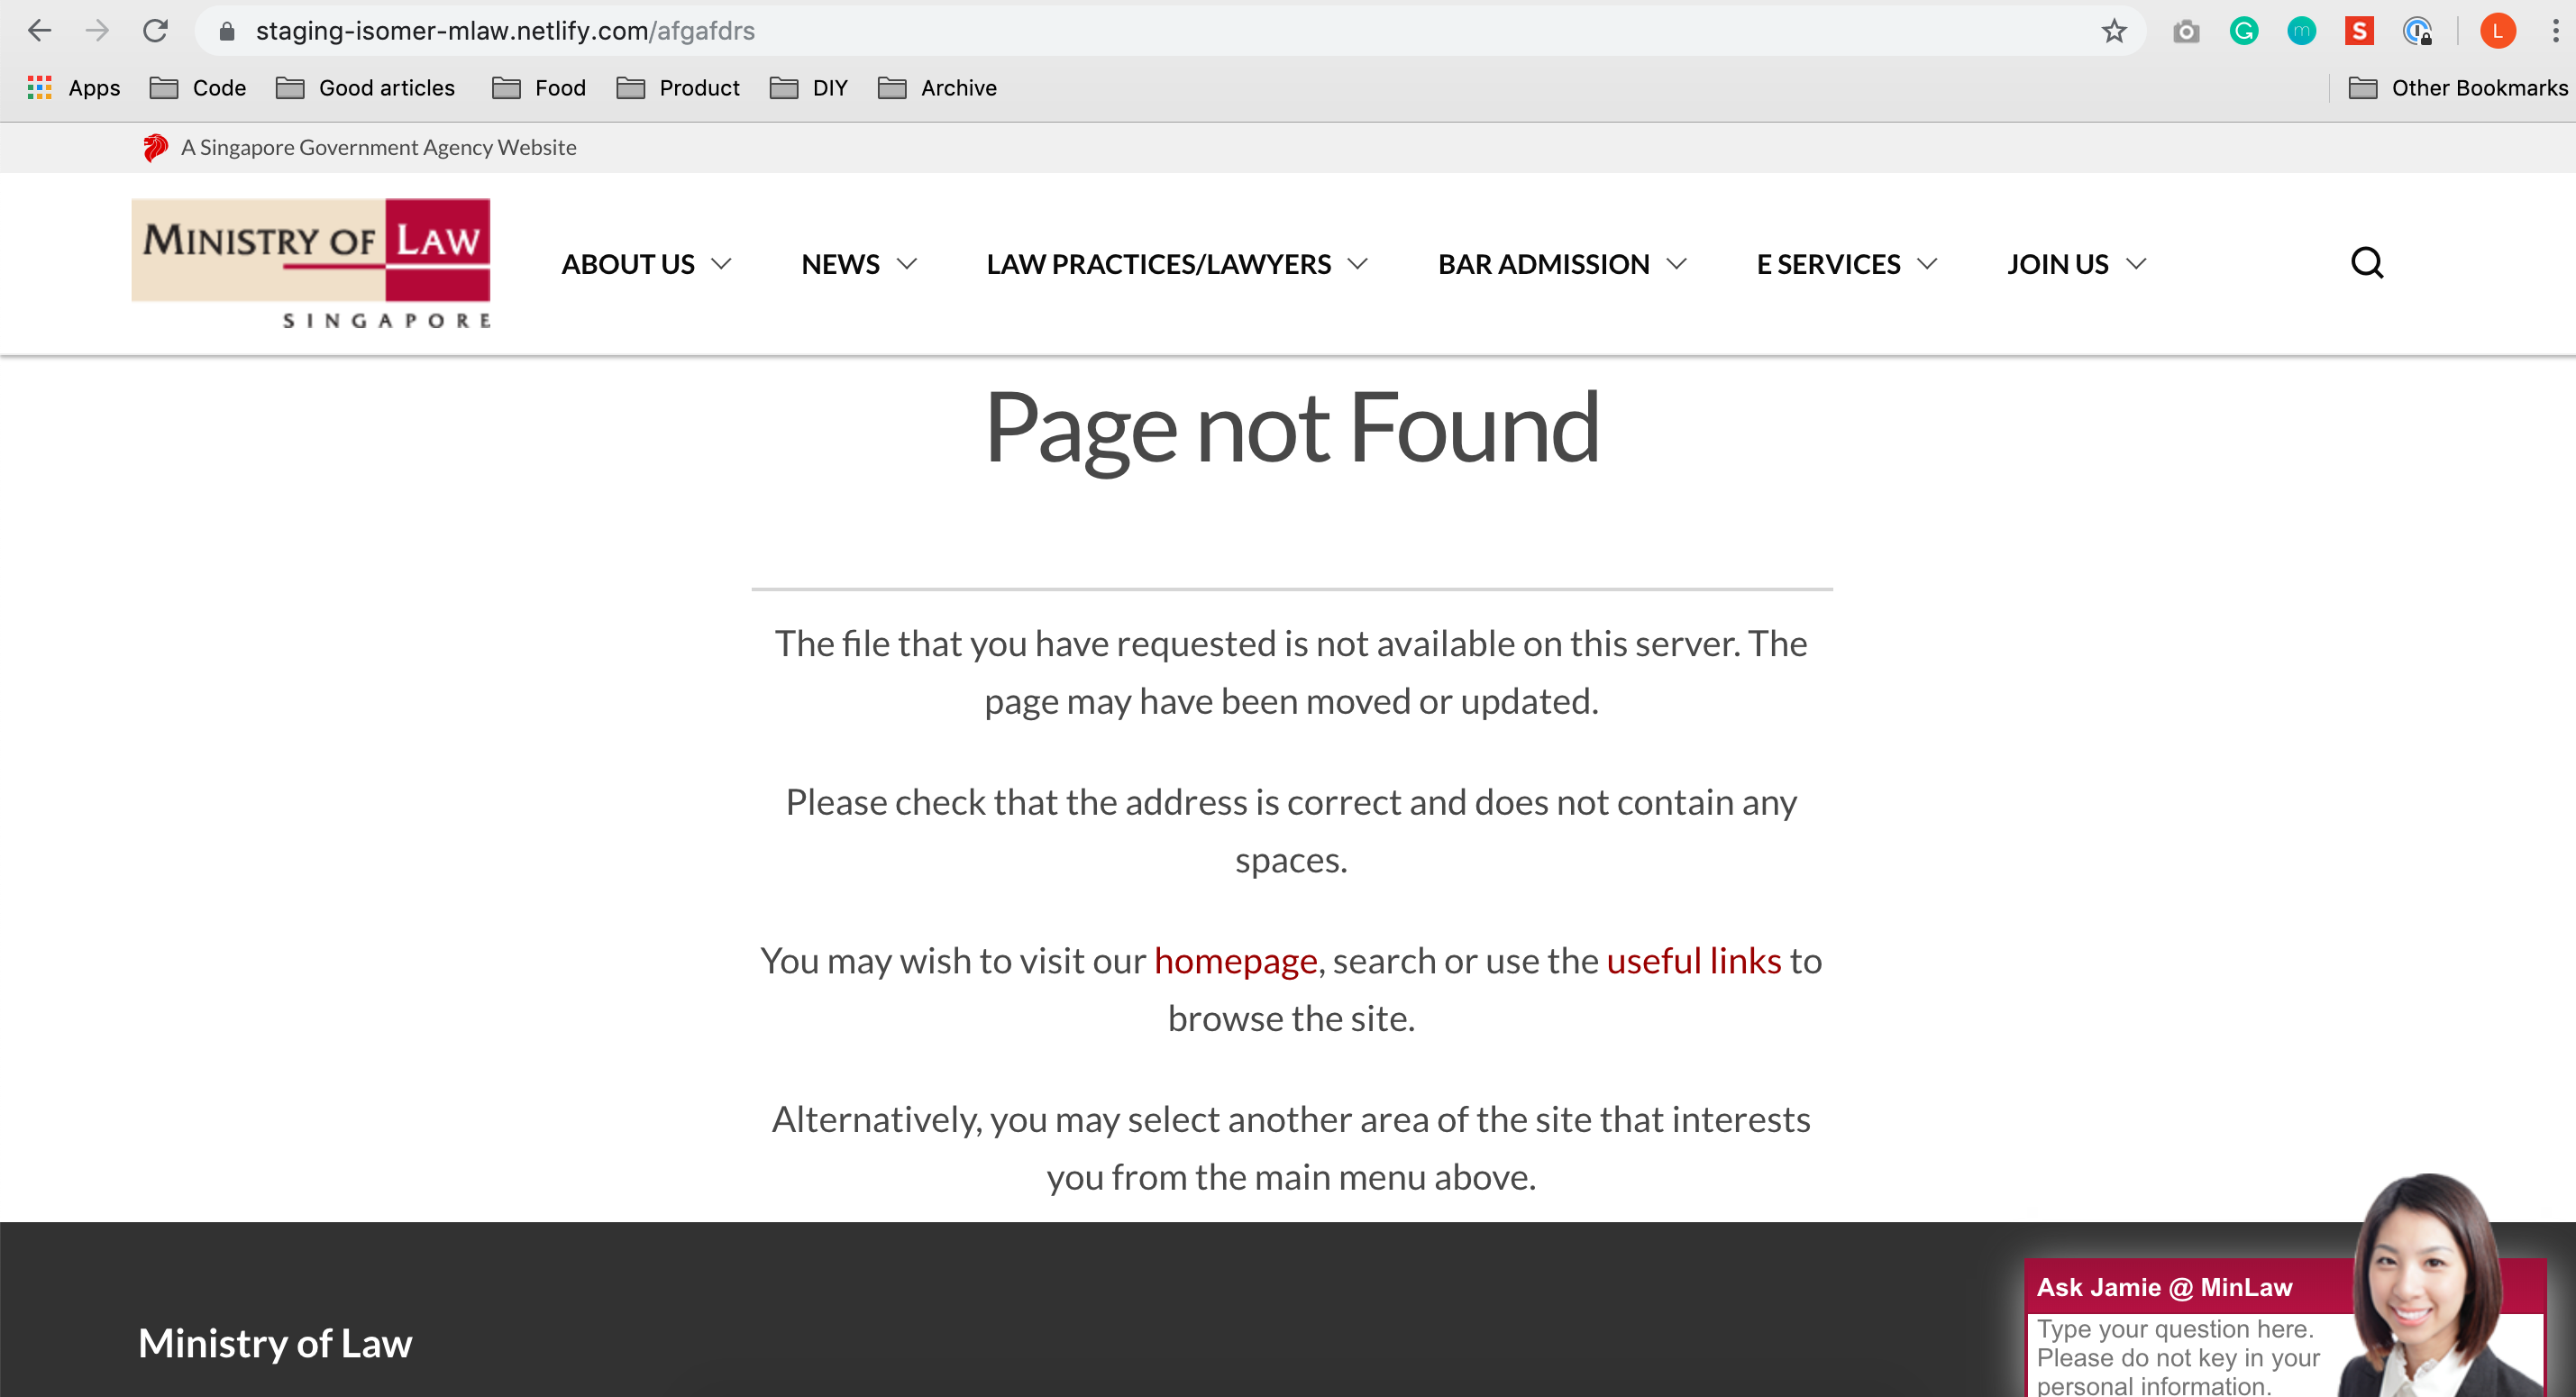 staging-isomer-mlaw.netlify.com/afgafdrs
G m S L
Apps Code Good articles Food Product DIY Archive Other Bookmarks
A Singapore Government Agency Website
MINISTRY OF LAW
SINGAPORE
ABOUT US NEWS LAW PRACTICES/LAWYERS BAR ADMISSION E SERVICES JOIN US
Page not Found
The file that you have requested is not available on this server. The
page may have been moved or updated.
Please check that the address is correct and does not contain any
spaces.
You may wish to visit our homepage, search or use the useful links to
browse the site.
Alternatively, you may select another area of the site that interests
you from the main menu above.
Ministry of Law
Ask Jamie @ MinLaw
Type your question here.
Please do not key in your
personal information.